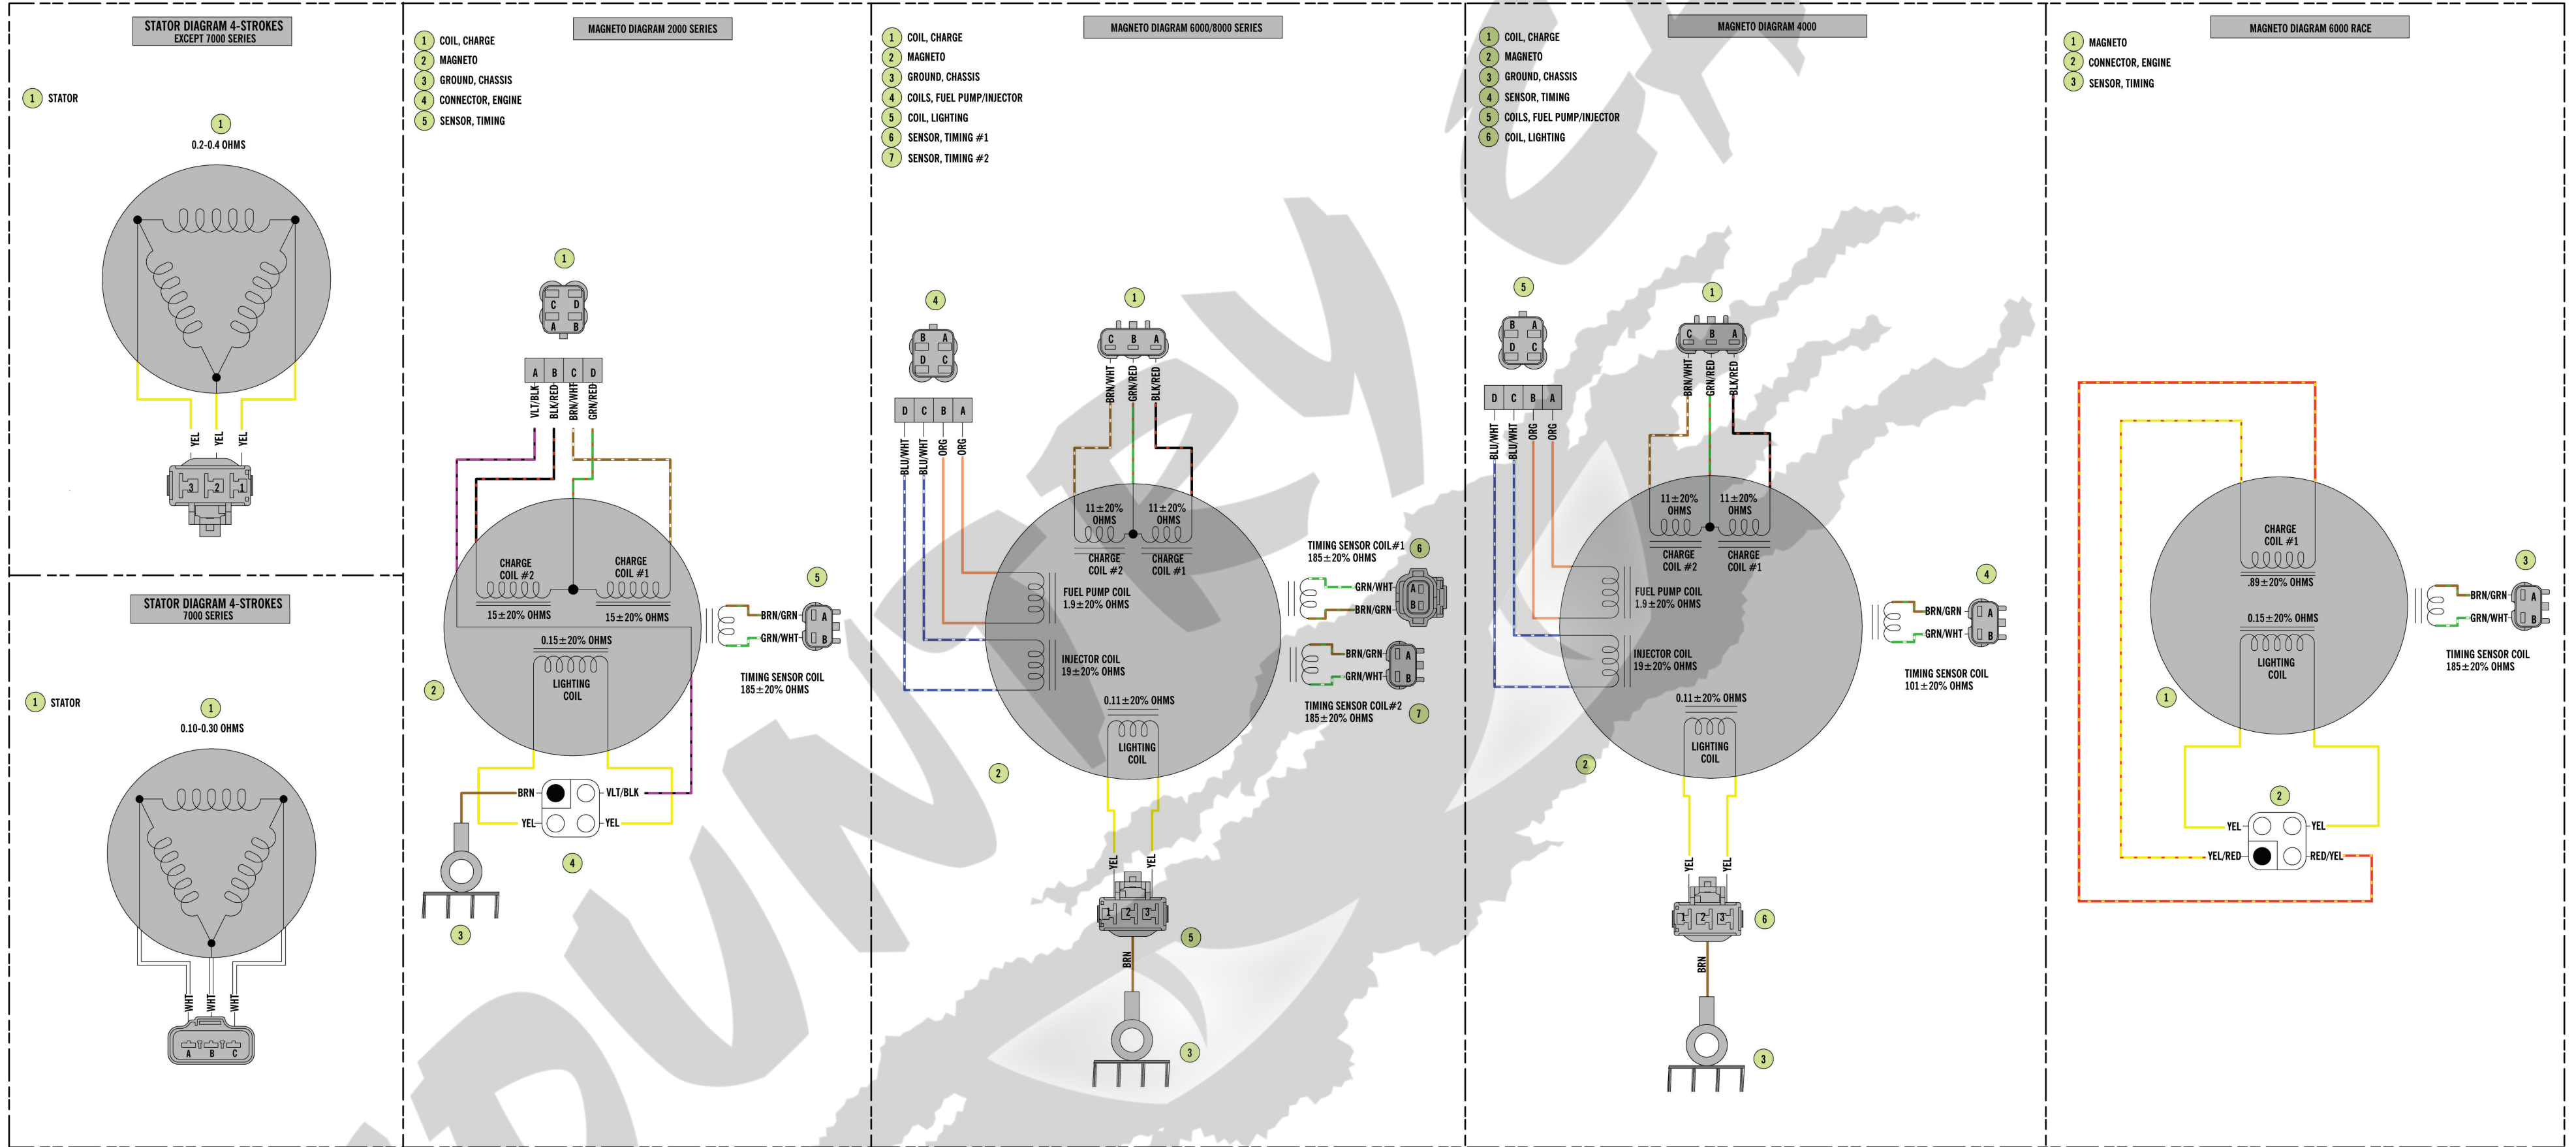 STATOR DIAGRAM 4-STROKES
EXCEPT 7000 SERIES
1 STATOR
1
0.2-0.4 OHMS
YEL YEL YEL
3 2 1
STATOR DIAGRAM 4-STROKES
7000 SERIES
1 STATOR
1
0.10-0.30 OHMS
WHT WHT WHT
A B C
MAGNETO DIAGRAM 2000 SERIES
1 COIL, CHARGE
2 MAGNETO
3 GROUND, CHASSIS
4 CONNECTOR, ENGINE
5 SENSOR, TIMING
1
C D
A B
A B C D
VLT/BLK BLK/RED BRN/WHT GRN/RED
CHARGE
COIL #2
CHARGE
COIL #1
15±20% OHMS
15±20% OHMS
0.15±20% OHMS
LIGHTING
COIL
5
BRN/GRN A
GRN/WHT B
TIMING SENSOR COIL
185±20% OHMS
2
BRN VLT/BLK
YEL YEL
4
3
MAGNETO DIAGRAM 6000/8000 SERIES
1 COIL, CHARGE
2 MAGNETO
3 GROUND, CHASSIS
4 COILS, FUEL PUMP/INJECTOR
5 COIL, LIGHTING
6 SENSOR, TIMING #1
7 SENSOR, TIMING #2
4
B A
D C
1
C B A
D C B A
BLU/WHT BLU/WHT ORG ORG
BRN/WHT GRN/RED BLK/RED
11±20%
OHMS
11±20%
OHMS
CHARGE
COIL #2
CHARGE
COIL #1
FUEL PUMP COIL
1.9±20% OHMS
INJECTOR COIL
19±20% OHMS
0.11±20% OHMS
LIGHTING
COIL
TIMING SENSOR COIL#1
185±20% OHMS
6
GRN/WHT A
BRN/GRN B
BRN/GRN A
GRN/WHT B
TIMING SENSOR COIL#2
185±20% OHMS
7
2
YEL YEL
1 2 3
5
BRN
3
MAGNETO DIAGRAM 4000
1 COIL, CHARGE
2 MAGNETO
3 GROUND, CHASSIS
4 SENSOR, TIMING
5 COILS, FUEL PUMP/INJECTOR
6 COIL, LIGHTING
5
B A
D C
1
C B A
D C B A
BLU/WHT BLU/WHT ORG ORG
BRN/WHT GRN/RED BLK/RED
11±20%
OHMS
11±20%
OHMS
CHARGE
COIL #2
CHARGE
COIL #1
FUEL PUMP COIL
1.9±20% OHMS
INJECTOR COIL
19±20% OHMS
0.11±20% OHMS
LIGHTING
COIL
4
BRN/GRN A
GRN/WHT B
TIMING SENSOR COIL
101±20% OHMS
2
YEL YEL
1 2 3
6
BRN
3
MAGNETO DIAGRAM 6000 RACE
1 MAGNETO
2 CONNECTOR, ENGINE
3 SENSOR, TIMING
CHARGE
COIL #1
.89±20% OHMS
0.15±20% OHMS
LIGHTING
COIL
3
BRN/GRN A
GRN/WHT B
TIMING SENSOR COIL
185±20% OHMS
1
2
YEL YEL
YEL/RED RED/YEL